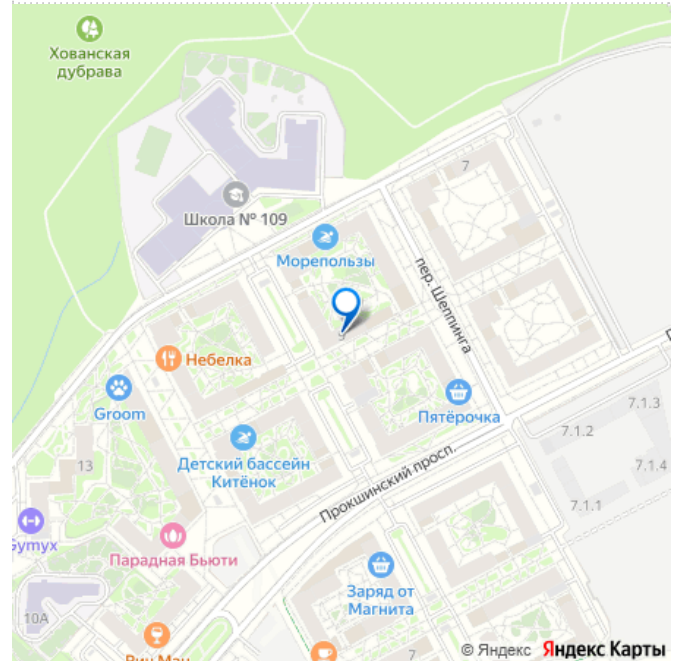 Хованская
дубрава
Школа № 109
7
Морепользы
пер. Шеппинга
9
Небелка
Groom
Пятёрочка
7.1.3
7.1.2
Детский бассейн
Китёнок
13
7.1.4
Прокшинский просп.
7.1.1
Gymyx
Парадная Бьюти
Заряд от
Магнита
10А
7
© Яндекс Яндекс Карты